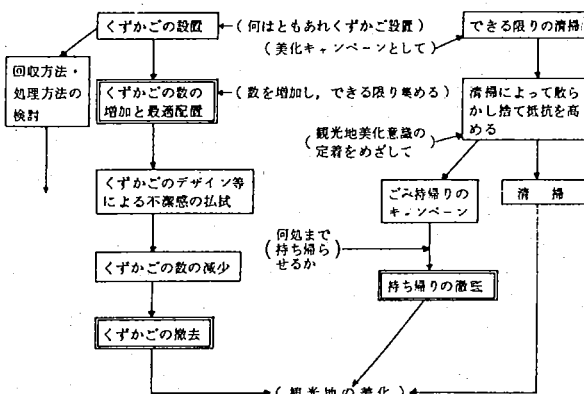 くずかごの設置
(何はともあれくずかご設置)
(美化キャンペーンとして)
できる限りの清掃
回収方法・
処理方法の
検討
くずかごの数の
増加と最適配置
(数を増加し,できる限り集める)
清掃によって散ら
かし捨て抵抗を高
める
(観光地美化意識の
定着をめざして)
くずかごのデザイン等
による不潔感の払拭
ごみ持帰りの
キャンペーン
清掃
(何処まで
持ち帰ら
せるか)
くずかごの数の減少
持ち帰りの徹底
くずかごの撤去
(観光地の美化)